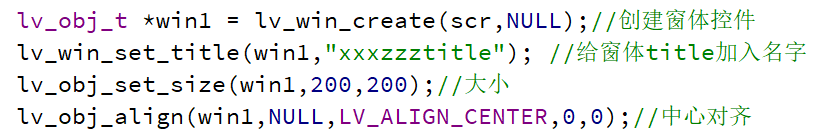 lv_obj_t *win1 = lv_win_create(scr,NULL);//创建窗体控件
lv_win_set_title(win1,"xxxzzztitle"); //给窗体title加入名字
lv_obj_set_size(win1,200,200);//大小
lv_obj_align(win1,NULL,LV_ALIGN_CENTER,0,0);//中心对齐